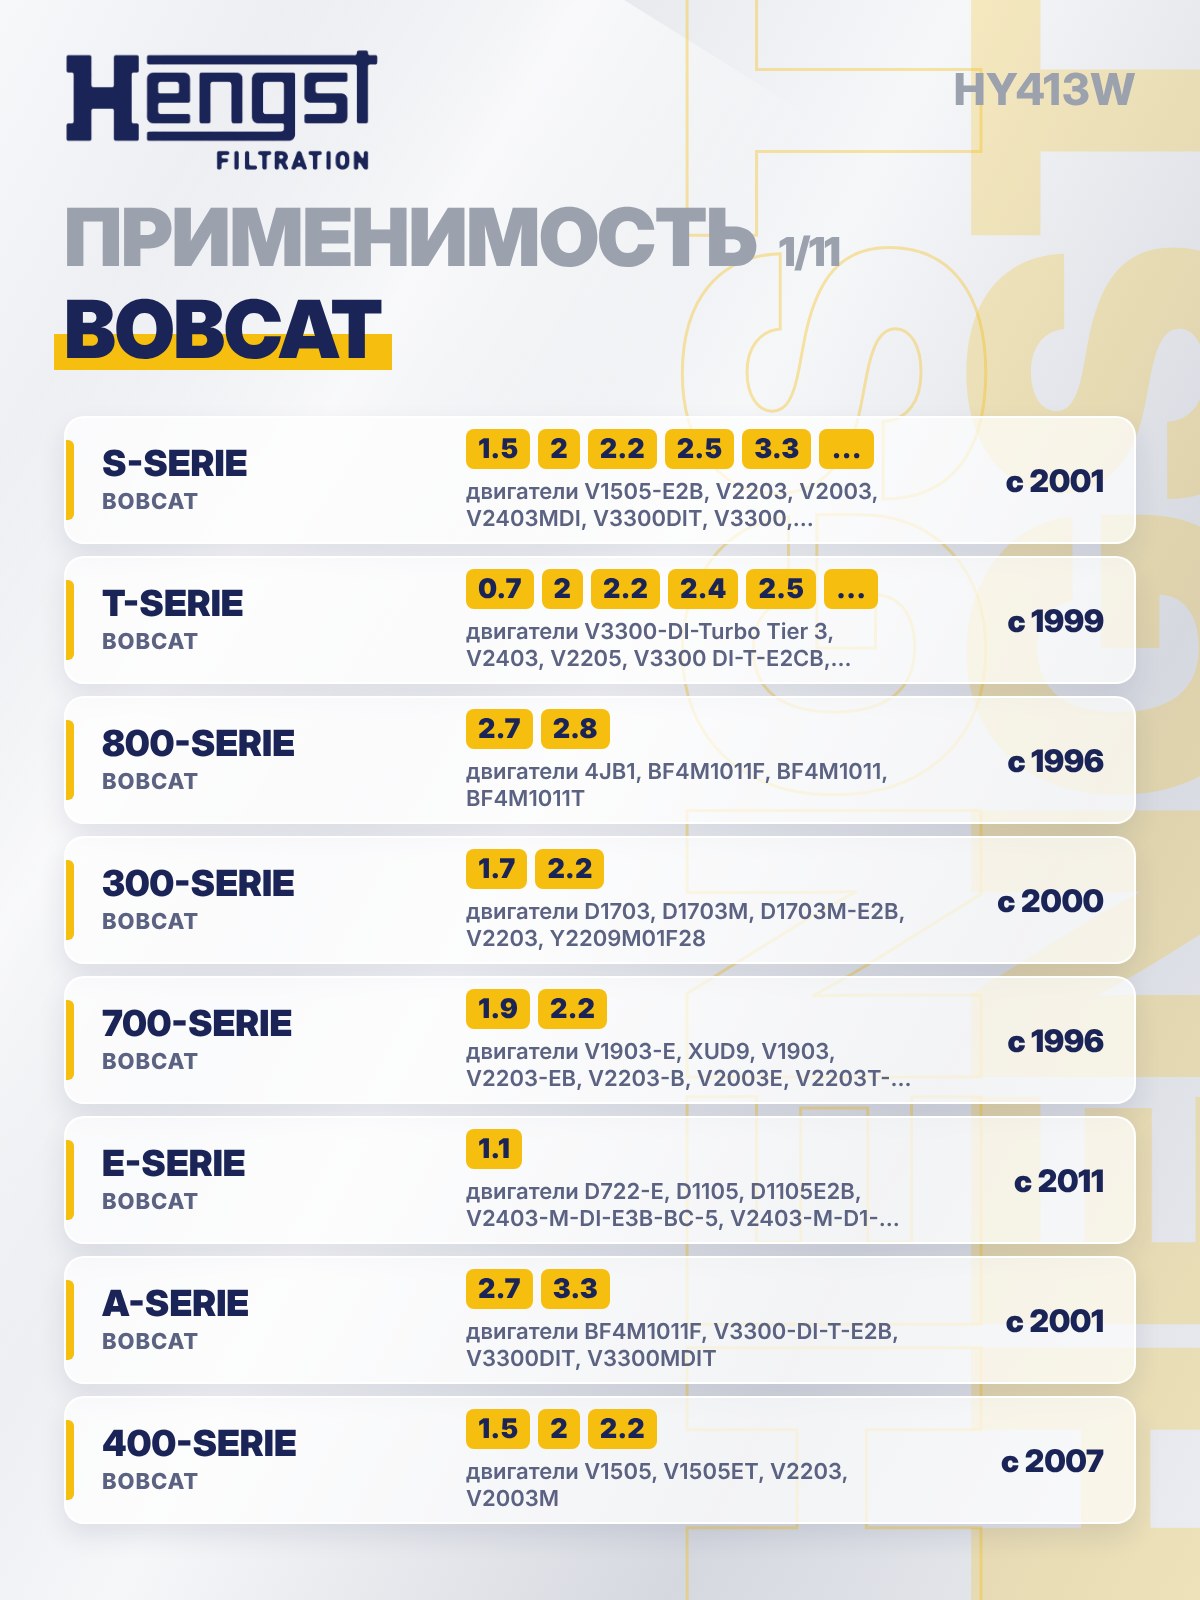 Hengst
FILTRATION
HY413W
ПРИМЕНИМОСТЬ 1/11
BOBCAT
S-SERIE
BOBCAT
1.5 2 2.2 2.5 3.3 ...
двигатели V1505-E2B, V2203, V2003,
V2403MDI, V3300DIT, V3300,...
с 2001
T-SERIE
BOBCAT
0.7 2 2.2 2.4 2.5 ...
двигатели V3300-DI-Turbo Tier 3,
V2403, V2205, V3300 DI-T-E2CB,...
с 1999
800-SERIE
BOBCAT
2.7 2.8
двигатели 4JB1, BF4M1011F, BF4M1011,
BF4M1011T
с 1996
300-SERIE
BOBCAT
1.7 2.2
двигатели D1703, D1703M, D1703M-E2B,
V2203, Y2209M01F28
с 2000
700-SERIE
BOBCAT
1.9 2.2
двигатели V1903-E, XUD9, V1903,
V2203-EB, V2203-B, V2003E, V2203T-...
с 1996
E-SERIE
BOBCAT
1.1
двигатели D722-E, D1105, D1105E2B,
V2403-M-DI-E3B-BC-5, V2403-M-D1-...
с 2011
A-SERIE
BOBCAT
2.7 3.3
двигатели BF4M1011F, V3300-DI-T-E2B,
V3300DIT, V3300MDIT
с 2001
400-SERIE
BOBCAT
1.5 2 2.2
двигатели V1505, V1505ET, V2203,
V2003M
с 2007
HENGST
HENGST